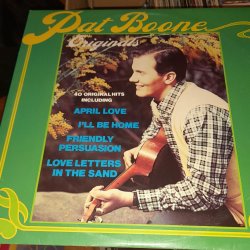 Pat Boone
Originals
40 ORIGINAL HITS
INCLUDING
APRIL LOVE
I'LL BE HOME
FRIENDLY
PERSUASION
LOVE LETTERS
IN THE SAND